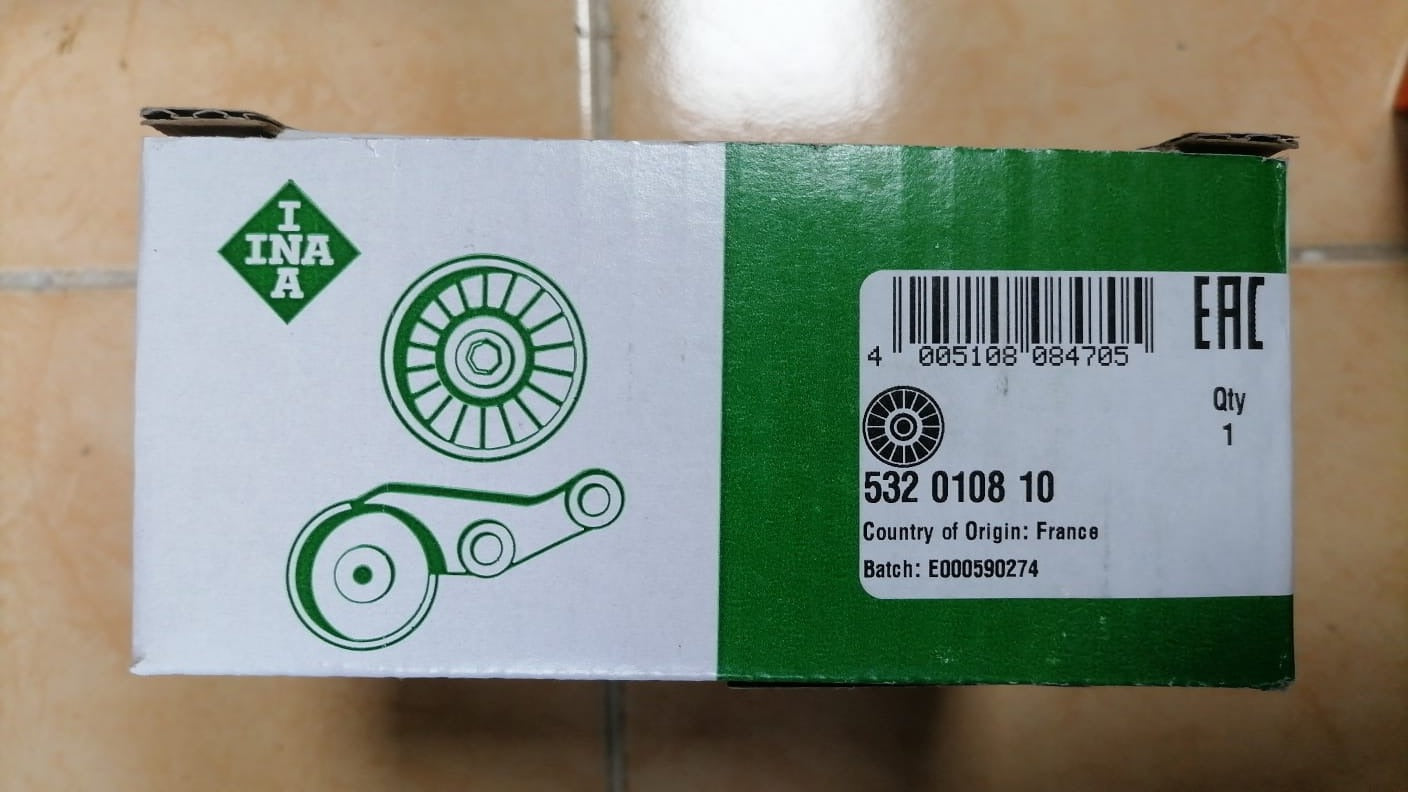 I
INA
A
4 005108 084705
EAC
Qty
1
532 0108 10
Country of Origin: France
Batch: E000590274